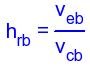 h_rb = v_eb / v_cb